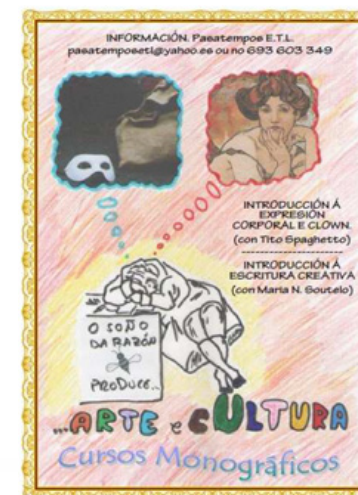 INFORMACIÓN. Pasatempos E.T.L.
pasatemposetl@yahoo.es ou no 693 603 349
INTRODUCCIÓN Á
EXPRESIÓN
CORPORAL E CLOWN.
(con Tito Spaghetto)
INTRODUCCIÓN Á
ESCRITURA CREATIVA
(con Maria N. Soutelo)
O SOÑO
DA RAZÓN
PRODUCE...
...ARTE e CULTURA
Cursos Monográficos